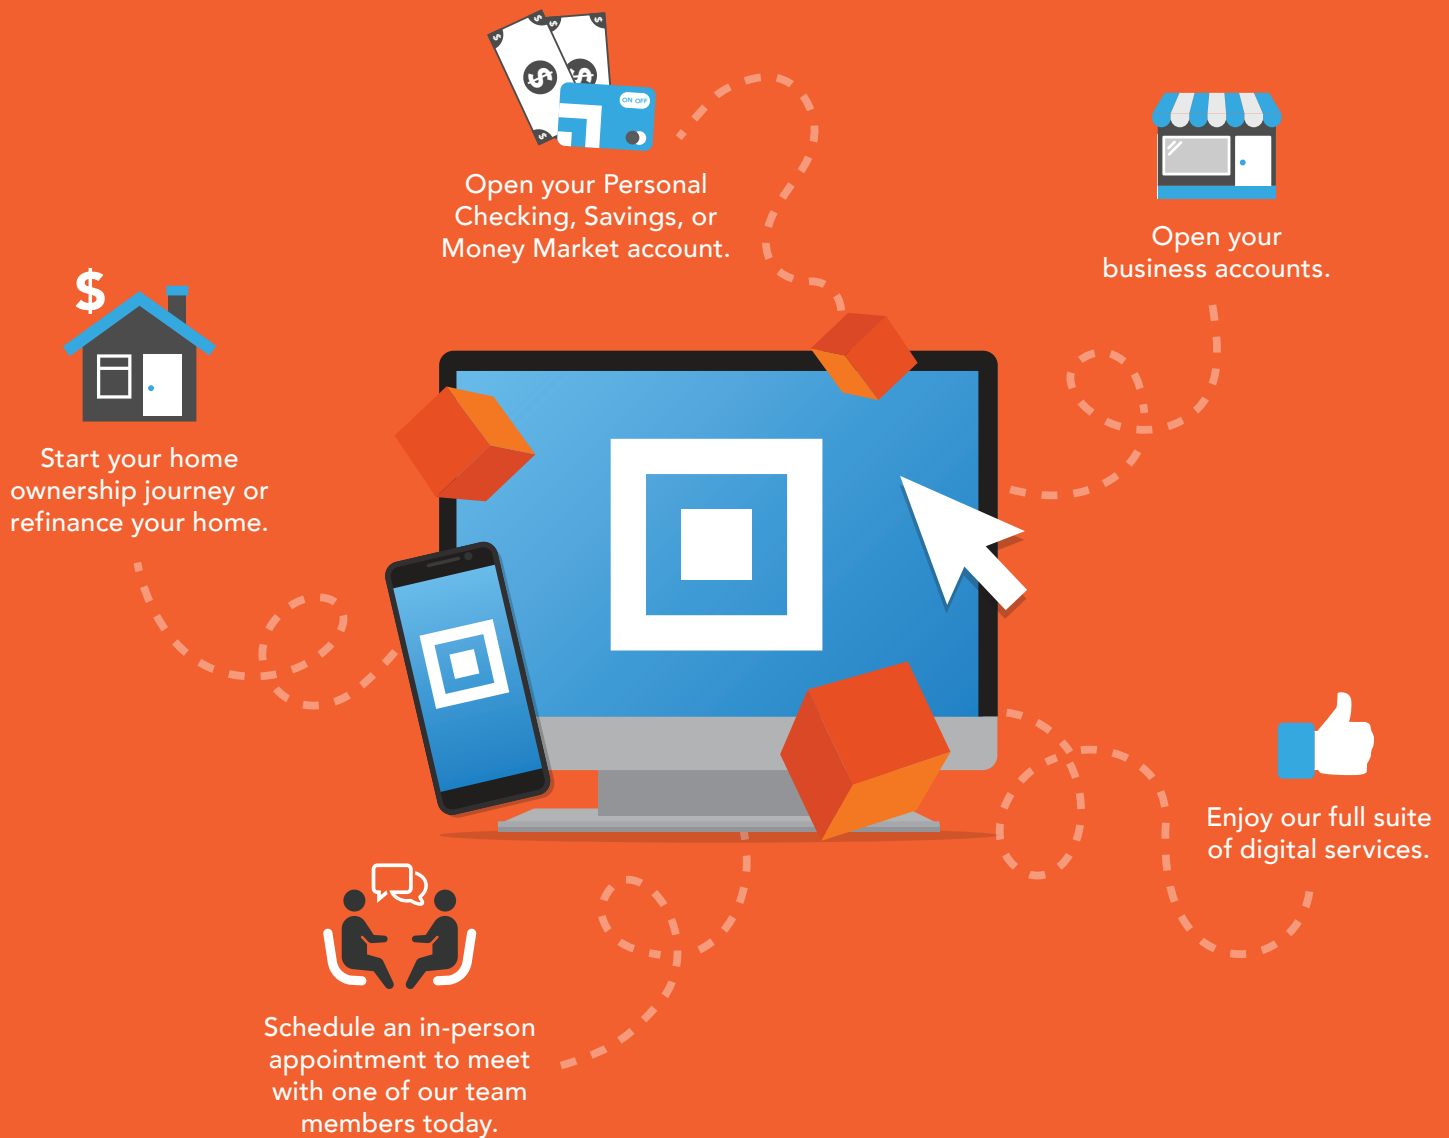 ON OFF
Open your Personal
Checking, Savings, or
Money Market account.
Open your
business accounts.
$
Start your home
ownership journey or
refinance your home.
Enjoy our full suite
of digital services.
Schedule an in-person
appointment to meet
with one of our team
members today.